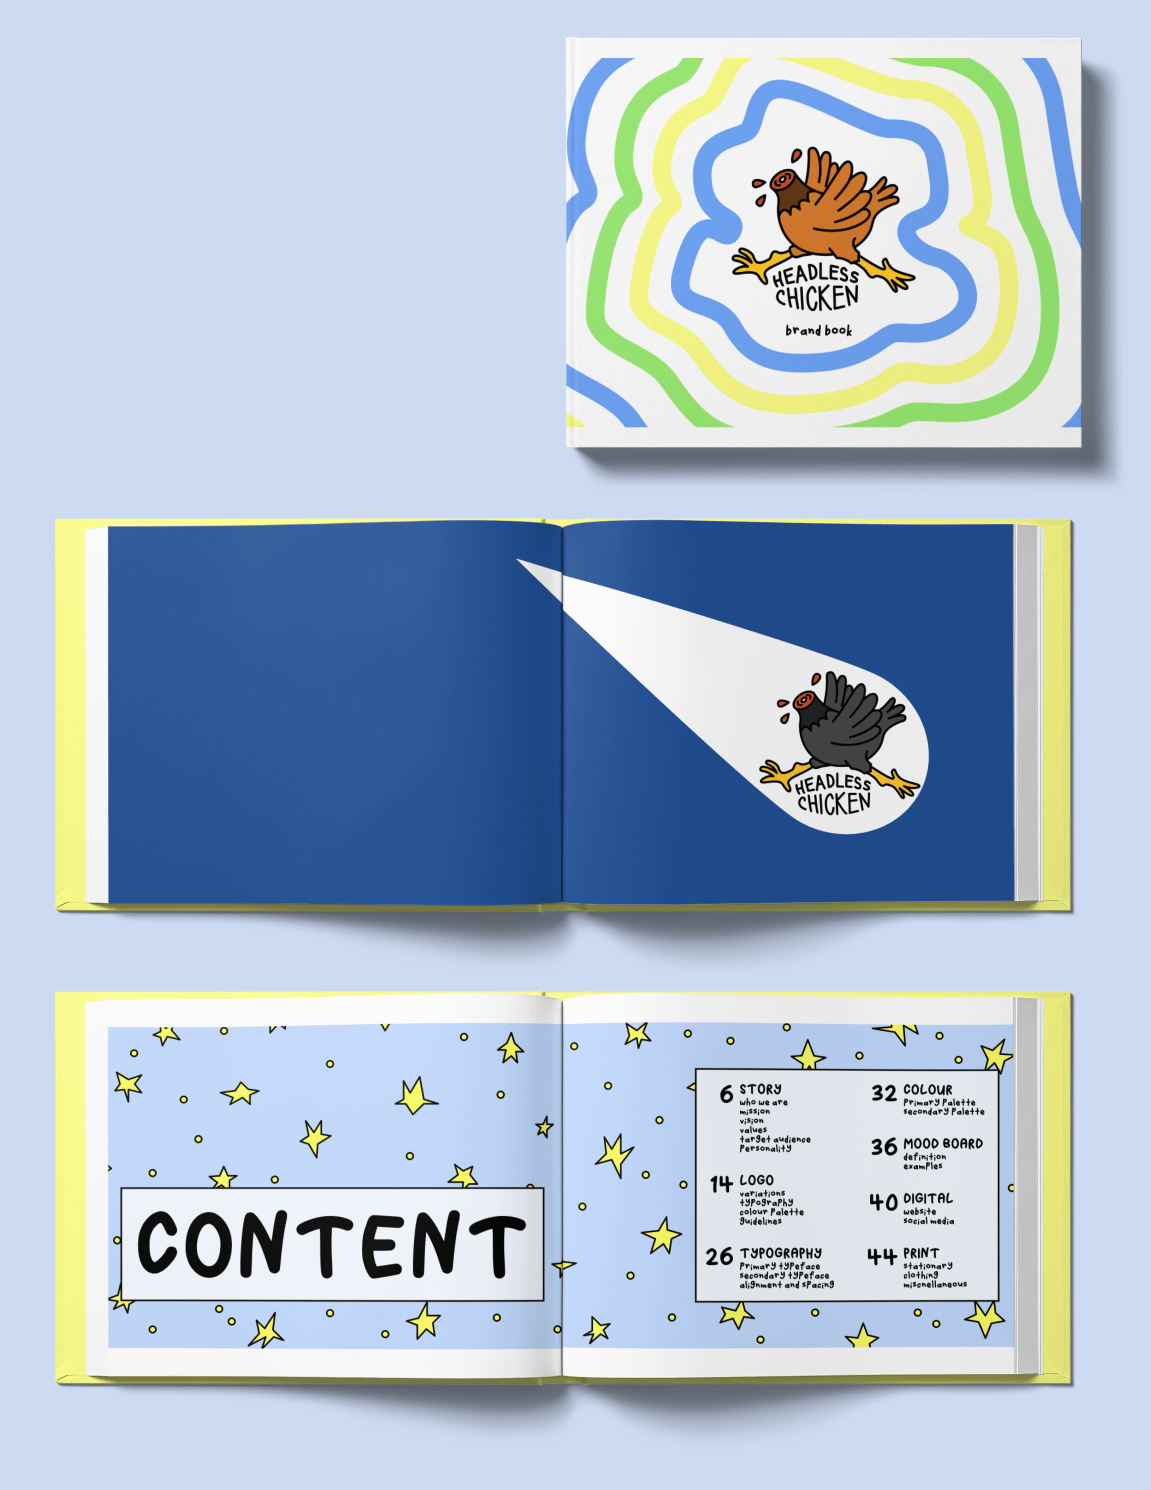 HEADLESS
CHICKEN
brand book
HEADLESS
CHICKEN
CONTENT
6 STORY
who we are
mission
vision
values
target audience
Personality
14 LOGO
variations
typography
colour Palette
guidelines
26 TYPOGRAPHY
Primary typeface
secondary typeface
alignment and spacing
32 COLOUR
Primary Palette
secondary Palette
36 MOOD BOARD
definition
examples
40 DIGITAL
website
social media
44 PRINT
stationary
clothing
miscnellaneous